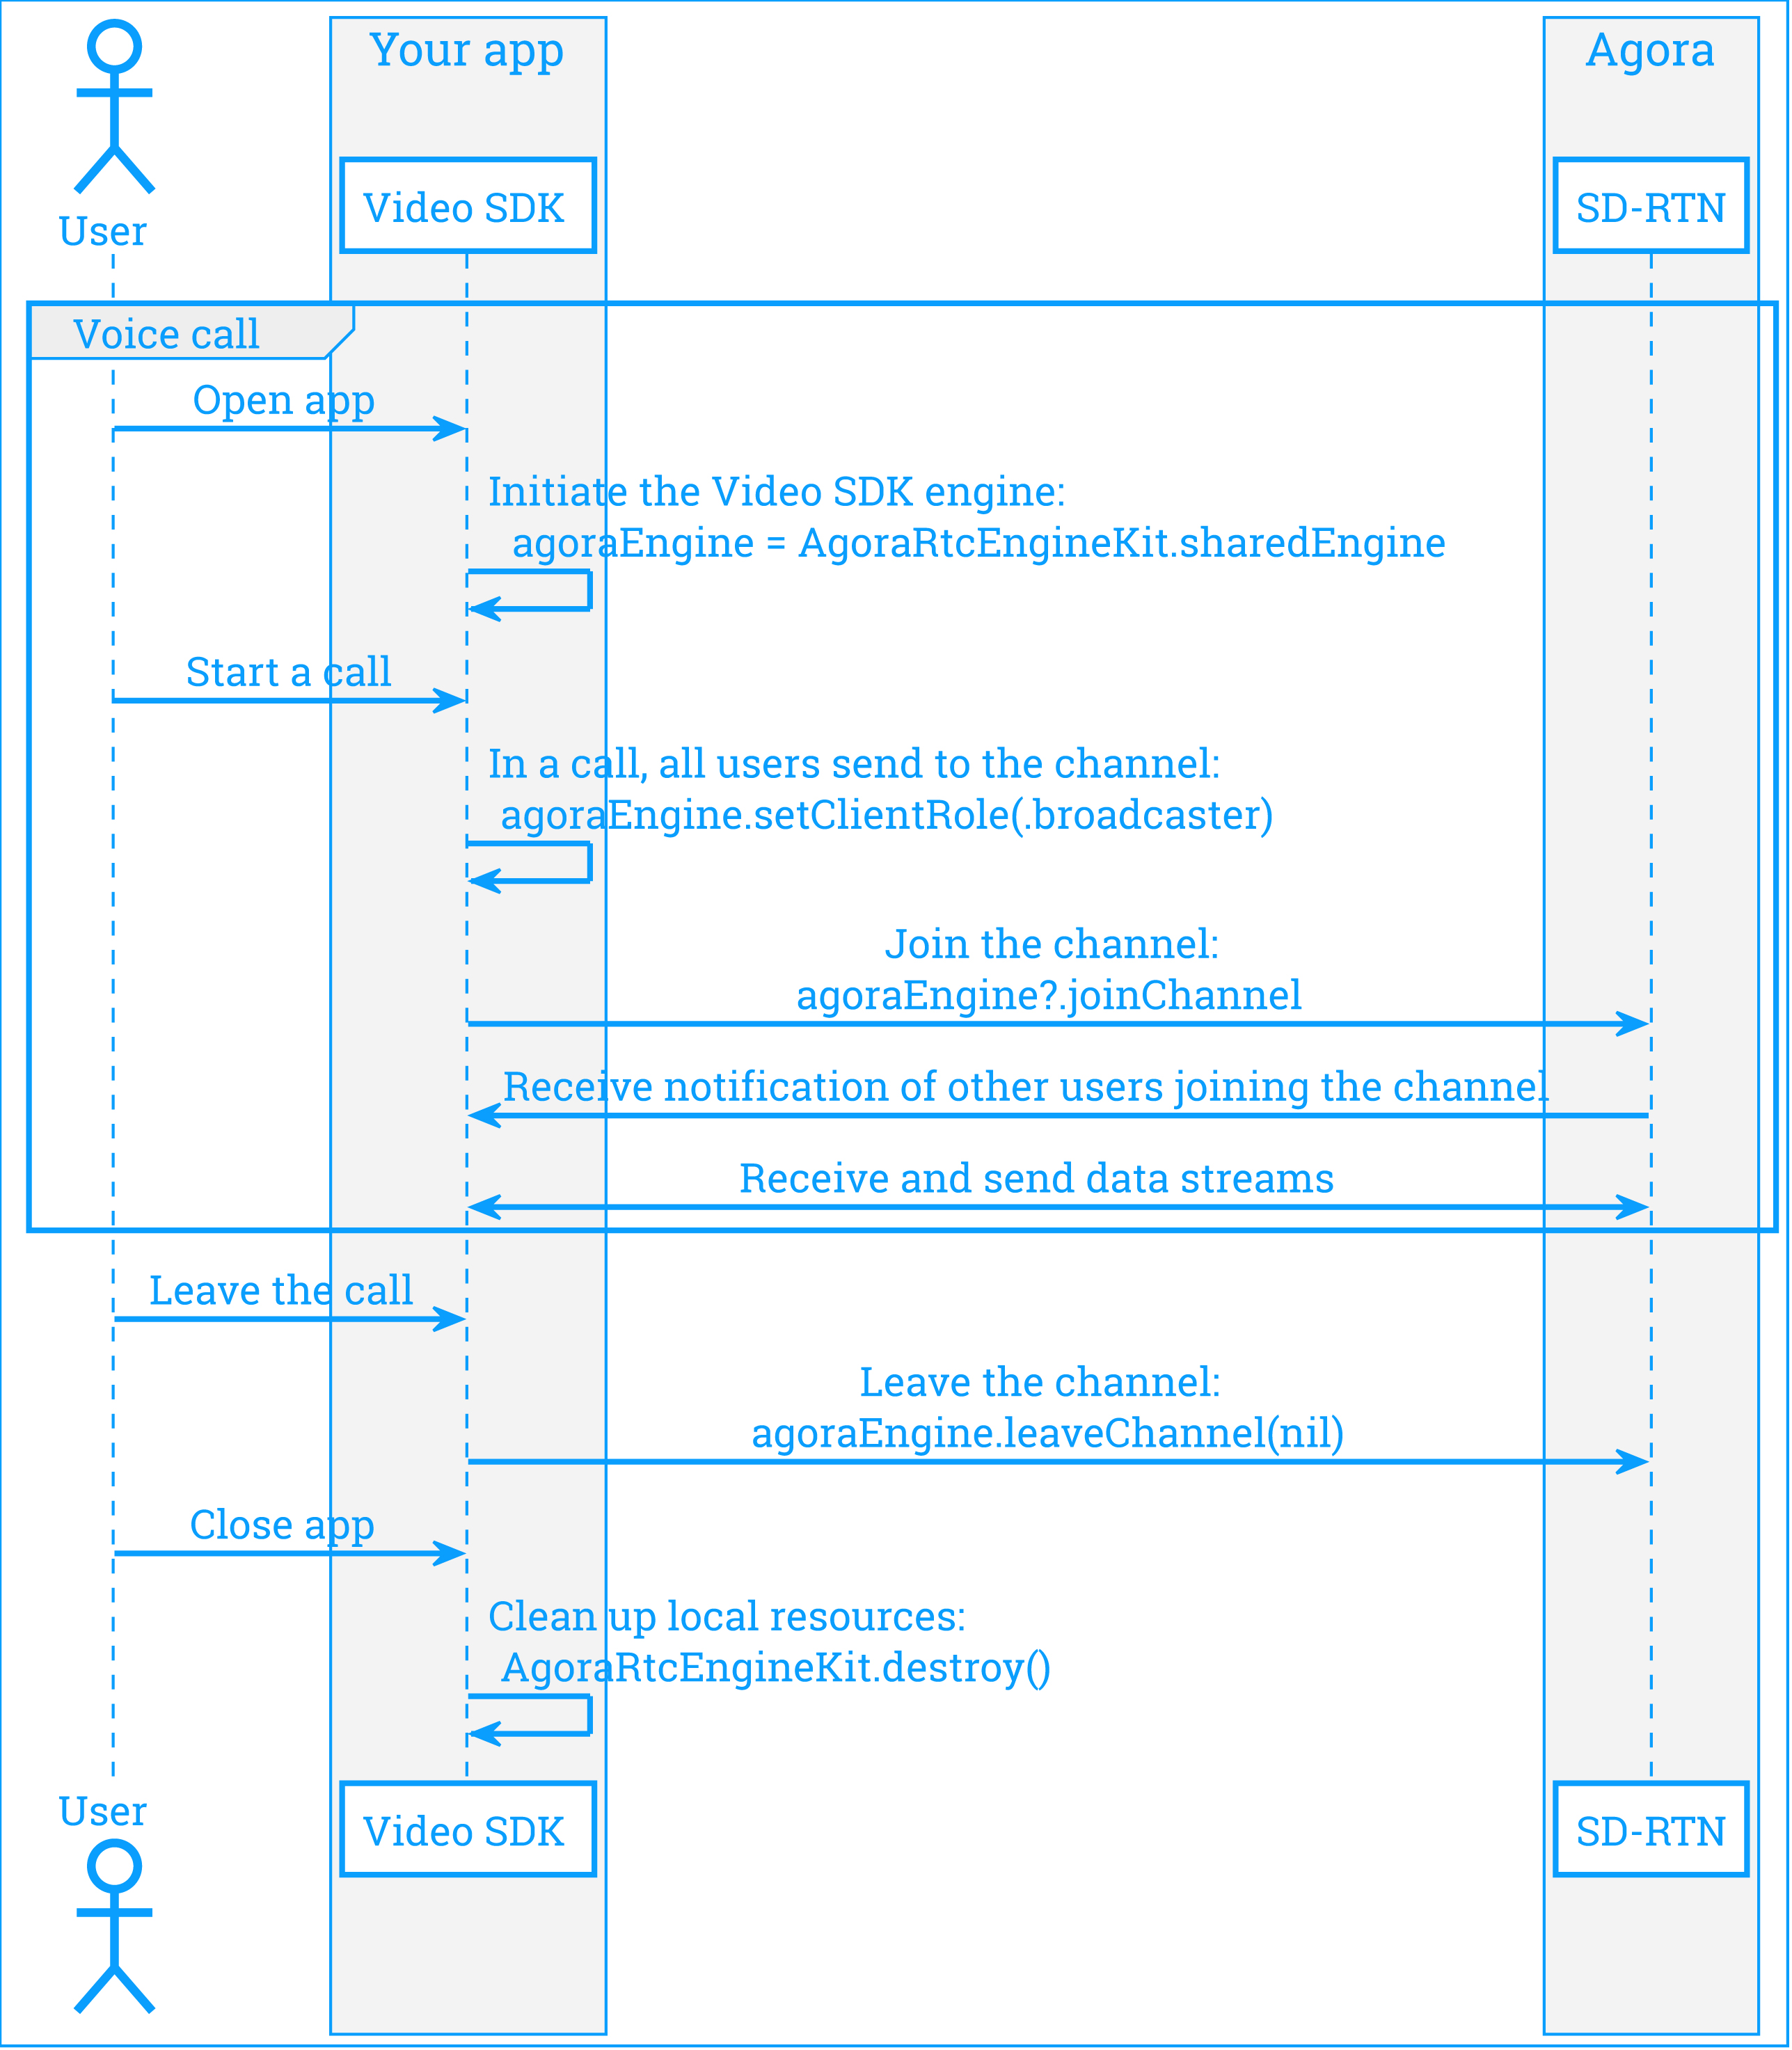 Your app
Agora
User
Video SDK
SD-RTN
Voice call
Open app
Initiate the Video SDK engine:
agoraEngine = AgoraRtcEngineKit.sharedEngine
Start a call
In a call, all users send to the channel:
agoraEngine.setClientRole(.broadcaster)
Join the channel:
agoraEngine?.joinChannel
Receive notification of other users joining the channel
Receive and send data streams
Leave the call
Leave the channel:
agoraEngine.leaveChannel(nil)
Close app
Clean up local resources:
AgoraRtcEngineKit.destroy()
User
Video SDK
SD-RTN